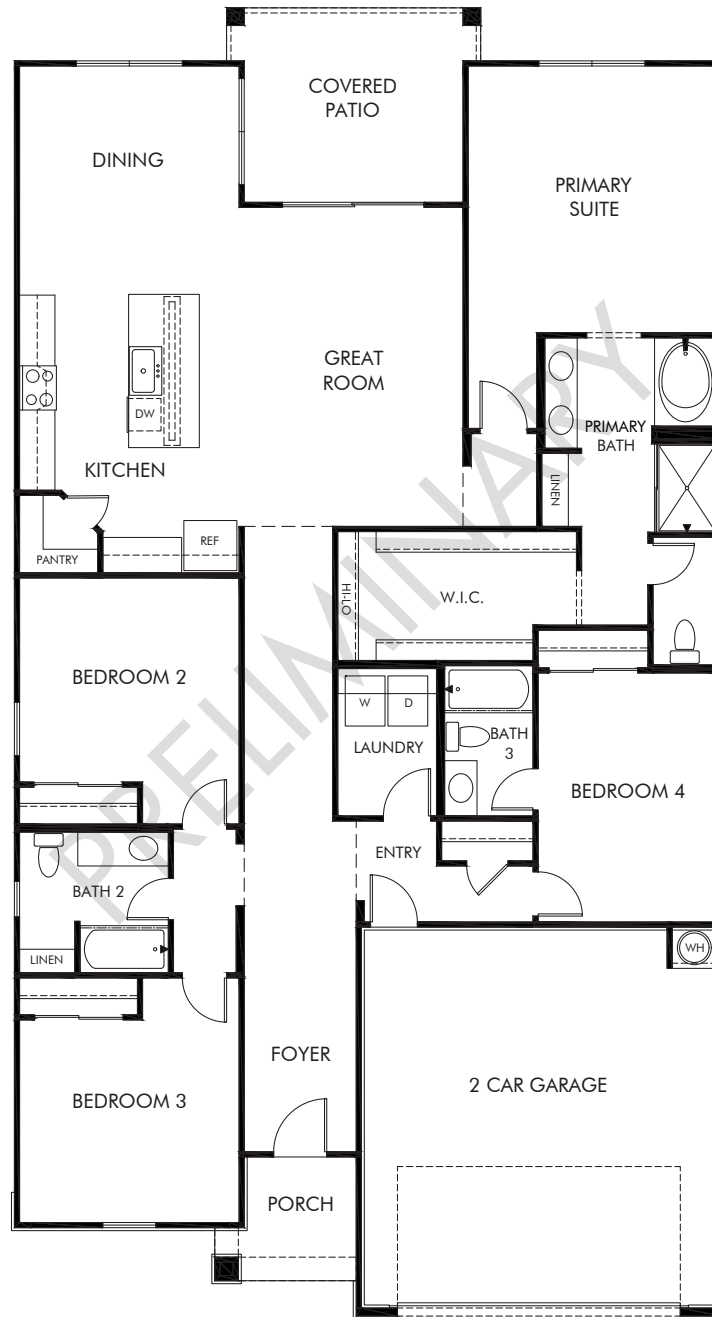 COVERED
PATIO
DINING
PRIMARY
SUITE
GREAT
ROOM
DW
PRIMARY
BATH
KITCHEN
LINEN
PANTRY
REF
HI-LO
W.I.C.
BEDROOM 2
W
D
LAUNDRY
BATH
3
BEDROOM 4
ENTRY
BATH 2
LINEN
WH
FOYER
2 CAR GARAGE
BEDROOM 3
PORCH
PRELIMINARY